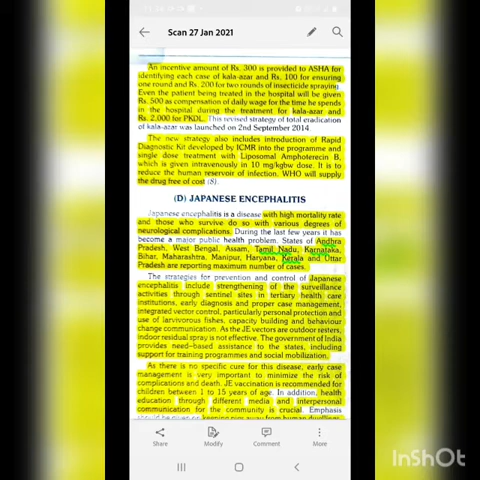 Scan 27 Jan 2021
An incentive amount of Rs. 300 is provided to ASHA for
identifying each case of kala-azar and Rs. 100 for ensuring
one round and Rs. 200 for two rounds of insecticide spraying.
Even the patient being treated in the hospital will be given
Rs. 500 as compensation of daily wage for the time he spends
in the hospital during the treatment for kala-azar and
Rs. 2,000 for PKDL. This revised strategy of total eradication
of kala-azar was launched on 2nd September 2014.
The new strategy also includes introduction of Rapid
Diagnostic Kit developed by ICMR into the programme and
single dose treatment with Liposomal Amphoterecin B,
which is given intravenously in 10 mg/kgbw dose. It is to
reduce the human reservoir of infection. WHO will supply
the drug free of cost (8).
(D) JAPANESE ENCEPHALITIS
Japanese encephalitis is a disease with high mortality rate
and those who survive do so with various degrees of
neurological complications. During the last few years it has
become a major public health problem. States of Andhra
Pradesh, West Bengal, Assam, Tamil Nadu, Karnataka,
Bihar, Maharashtra, Manipur, Haryana, Kerala and Uttar
Pradesh are reporting maximum number of cases.
The strategies for prevention and control of Japanese
encephalitis include strengthening of the surveillance
activities through sentinel sites in tertiary health care
institutions, early diagnosis and proper case management,
integrated vector control, particularly personal protection and
use of larvivorous fishes, capacity building and behaviour
change communication. As the JE vectors are outdoor resters,
indoor residual spray is not effective. The government of India
provides need-based assistance to the states, including
support for training programmes and social mobilization.
As there is no specific cure for this disease, early case
management is very important to minimize the risk of
complications and death. JE vaccination is recommended for
children between 1 to 15 years of age. In addition, health
education through different media and interpersonal
communication for the community is crucial. Emphasis
keeping pigs away from human dwellings
Share
Modify
Comment
More
InShOt